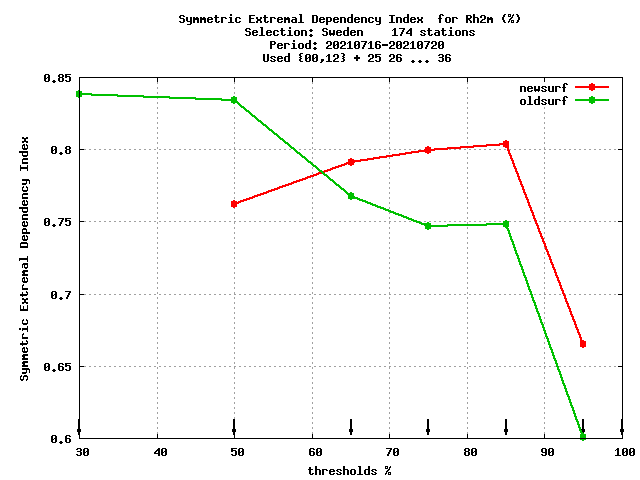 Symmetric Extremal Dependency Index  for Rh2m (%)
Selection: Sweden    174 stations
Period: 20210716-20210720
Used {00,12} + 25 26 ... 36
newsurf
oldsurf
Symmetric Extremal Dependency Index
0.85
0.8
0.75
0.7
0.65
0.6
30 40 50 60 70 80 90 100
thresholds %